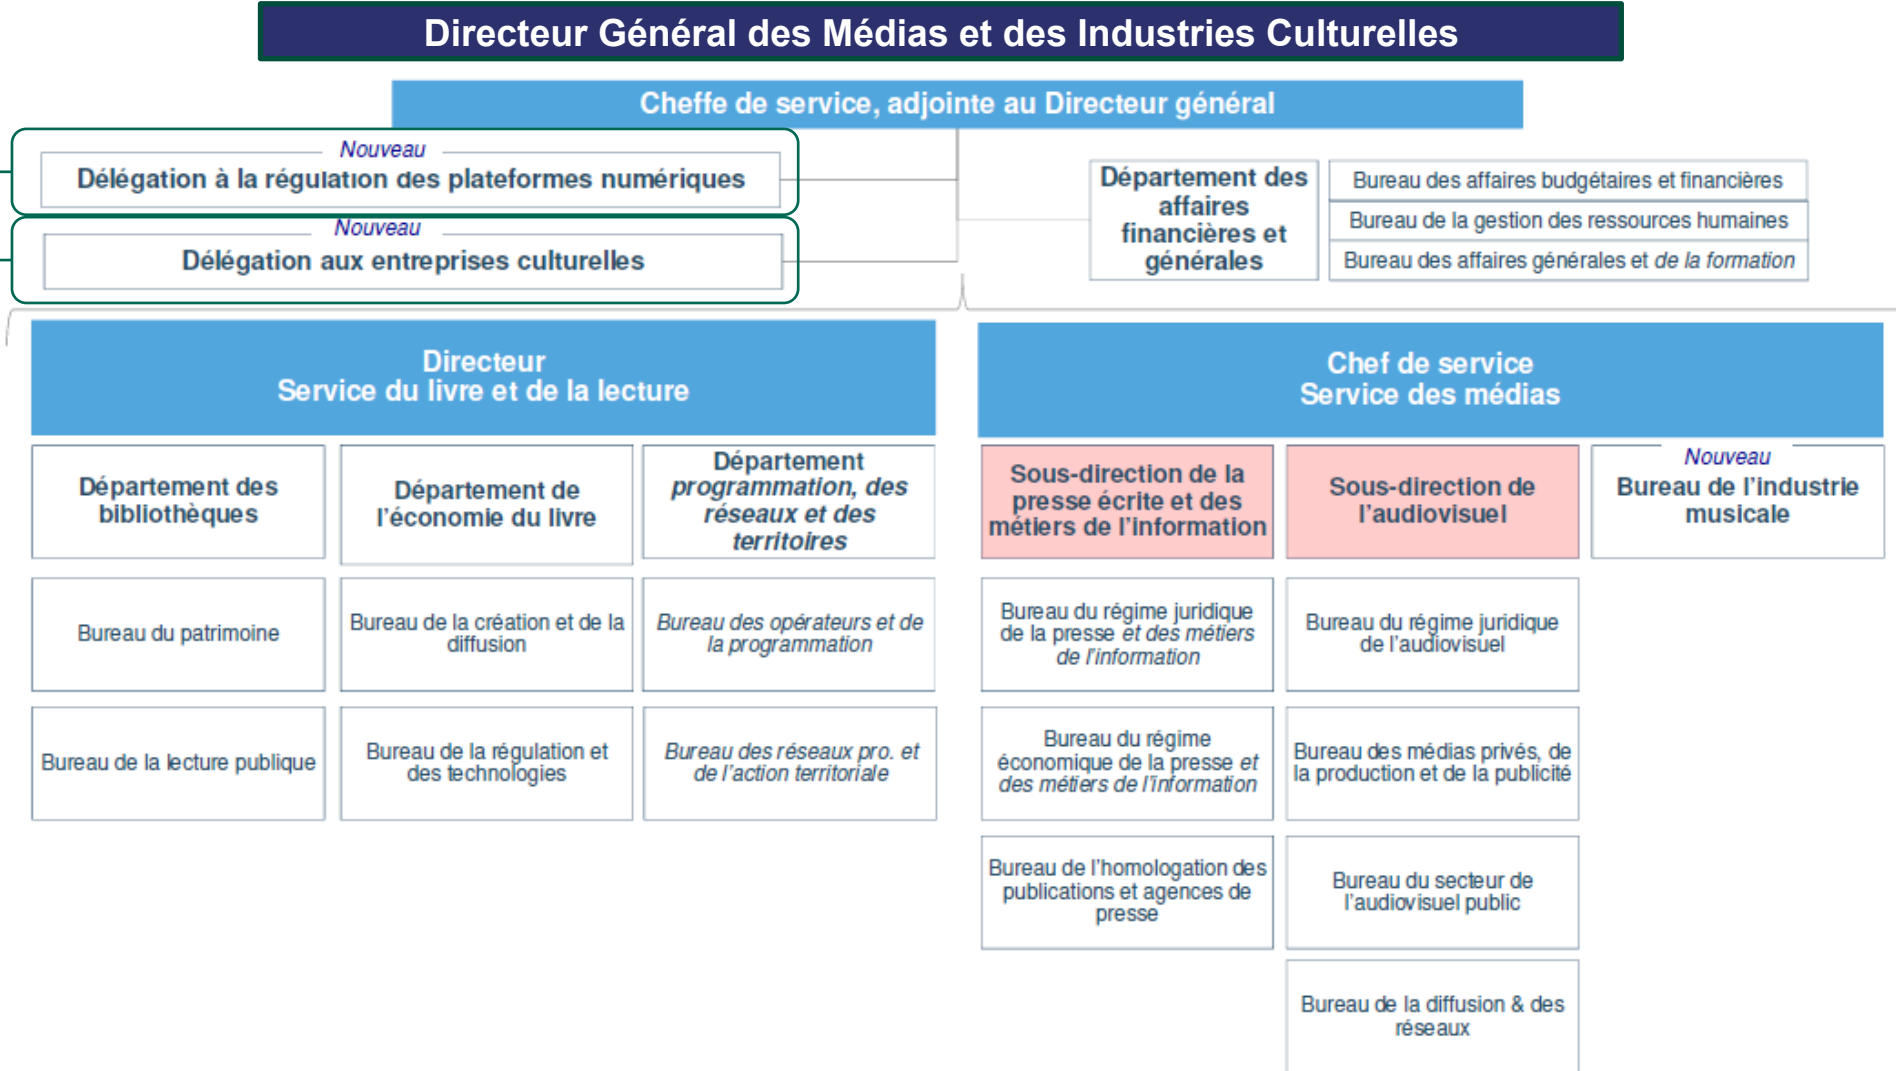 Directeur Général des Médias et des Industries Culturelles
Cheffe de service, adjointe au Directeur général
Nouveau
Délégation à la régulation des plateformes numériques
Nouveau
Délégation aux entreprises culturelles
Département des
affaires
financières et
générales
Bureau des affaires budgétaires et financières
Bureau de la gestion des ressources humaines
Bureau des affaires générales et de la formation
Directeur
Service du livre et de la lecture
Département des
bibliothèques
Département de
l'économie du livre
Département
programmation, des
réseaux et des
territoires
Bureau du patrimoine
Bureau de la création et de la
diffusion
Bureau des opérateurs et de
la programmation
Bureau de la lecture publique
Bureau de la régulation et
des technologies
Bureau des réseaux pro. et
de l'action territoriale
Chef de service
Service des médias
Sous-direction de la
presse écrite et des
métiers de l'information
Sous-direction de
l'audiovisuel
Nouveau
Bureau de l'industrie
musicale
Bureau du régime juridique
de la presse et des métiers
de l'information
Bureau du régime juridique
de l'audiovisuel
Bureau du régime
économique de la presse et
des métiers de l'information
Bureau des médias privés, de
la production et de la publicité
Bureau de l'homologation des
publications et agences de
presse
Bureau du secteur de
l'audiovisuel public
Bureau de la diffusion & des
réseaux